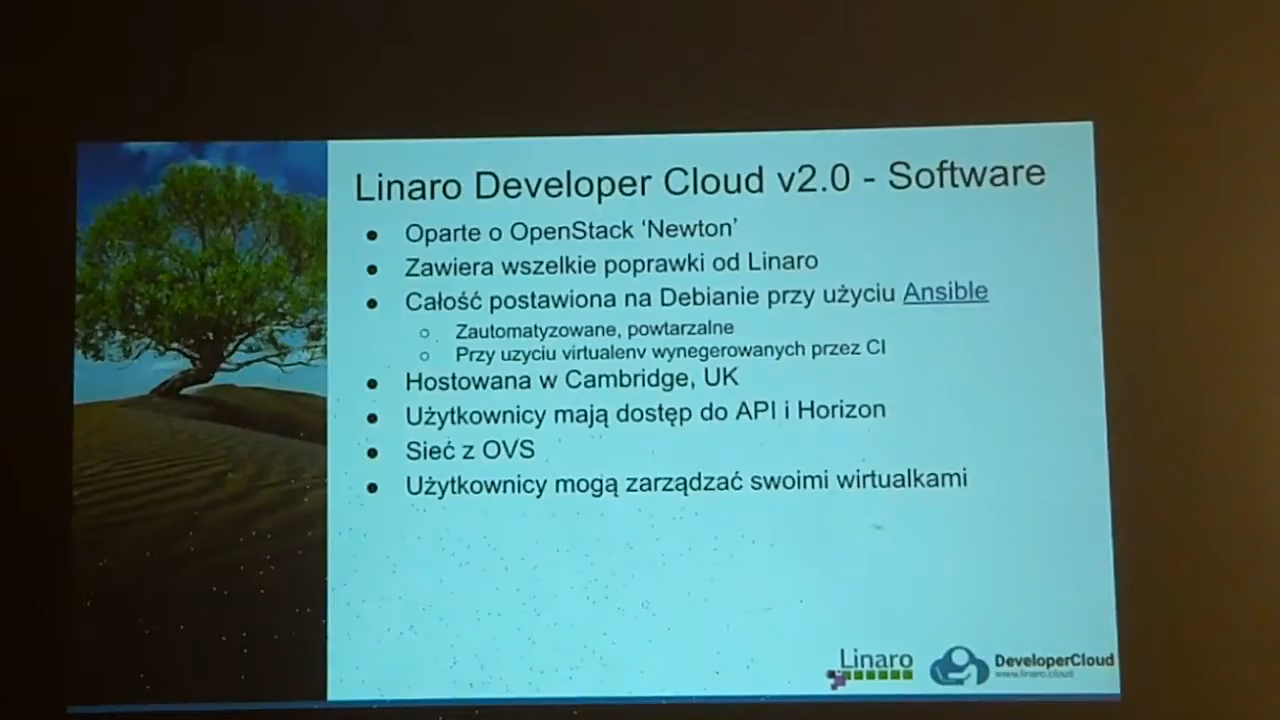 Linaro Developer Cloud v2.0 - Software
● Oparte o OpenStack ‘Newton’
● Zawiera wszelkie poprawki od Linaro
● Całość postawiona na Debianie przy użyciu Ansible
○ Zautomatyzowane, powtarzalne
○ Przy uzyciu virtualenv wynegerowanych przez CI
● Hostowana w Cambridge, UK
● Użytkownicy mają dostęp do API i Horizon
● Sieć z OVS
● Użytkownicy mogą zarządzać swoimi wirtualkami
Linaro
DeveloperCloud
www.linaro.cloud